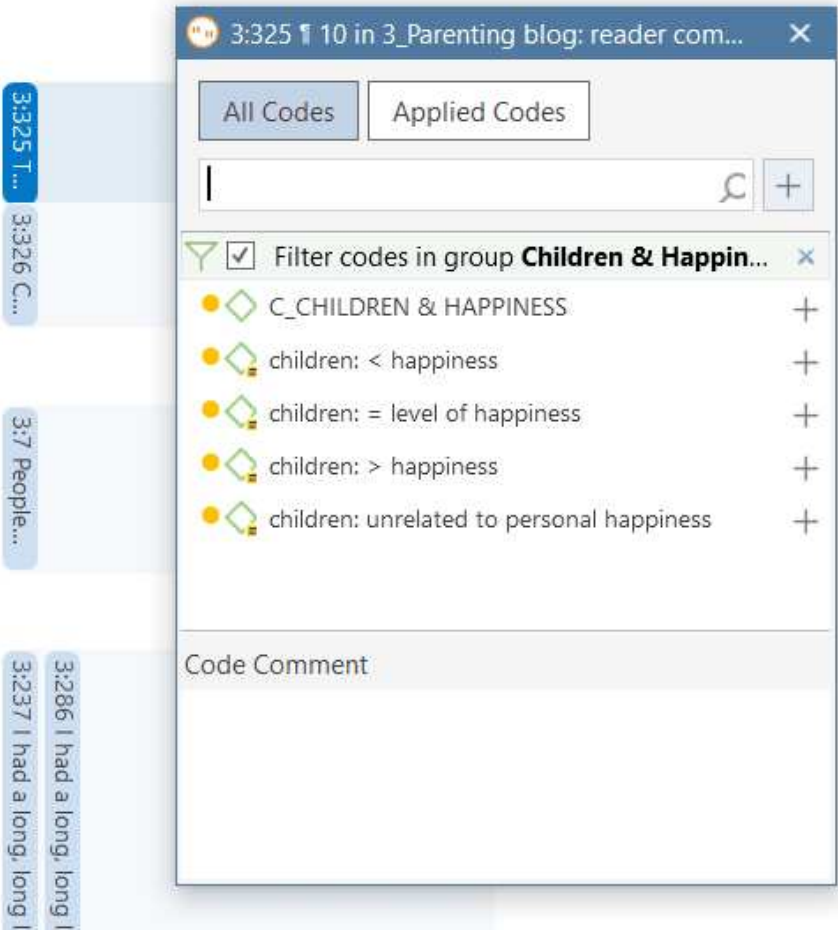 3:325 ¶ 10 in 3_Parenting blog: reader com...
All Codes
Applied Codes
Filter codes in group Children & Happin...
C_CHILDREN & HAPPINESS
children: < happiness
children: = level of happiness
children: > happiness
children: unrelated to personal happiness
Code Comment
3:325 T...
3:326 C...
3:7 People...
3:237 I had a long, long l
3:286 I had a long, long l